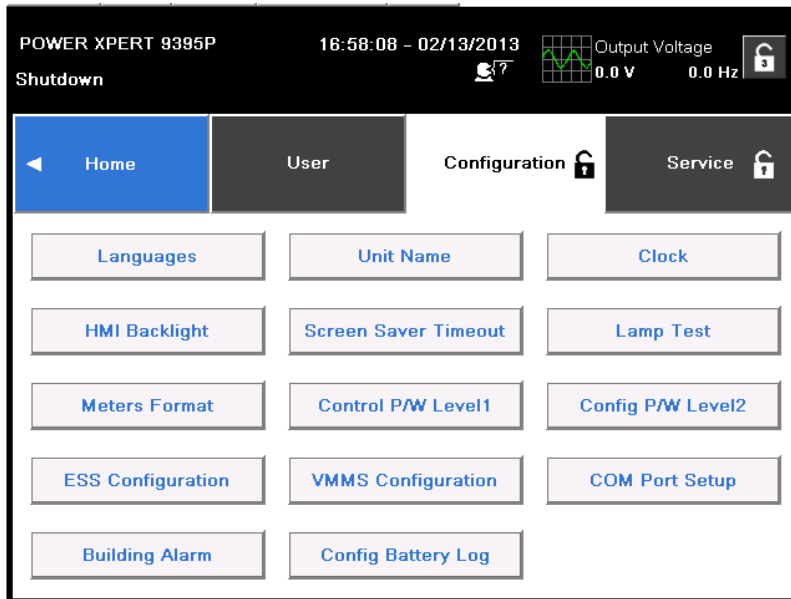 POWER XPERT 9395P
16:58:08 - 02/13/2013
Output Voltage
Shutdown
?
0.0 V 0.0 Hz
3
Home
User
Configuration
Service
Languages
Unit Name
Clock
HMI Backlight
Screen Saver Timeout
Lamp Test
Meters Format
Control P/W Level1
Config P/W Level2
ESS Configuration
VMMS Configuration
COM Port Setup
Building Alarm
Config Battery Log